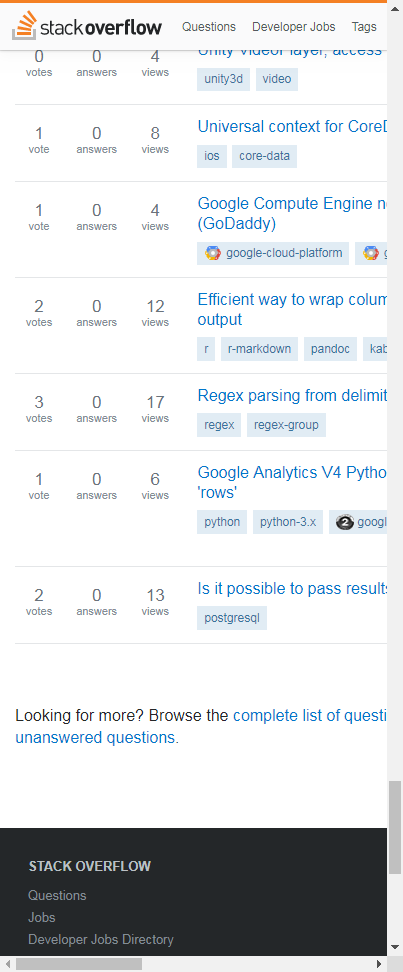 stackoverflow Questions Developer Jobs Tags
0 0 4 Unity VideoPlayer, access
votes answers views
unity3d video
1 0 8 Universal context for CoreD
vote answers views
ios core-data
1 0 4 Google Compute Engine n
vote answers views (GoDaddy)
google-cloud-platform g
2 0 12 Efficient way to wrap colum
votes answers views output
r r-markdown pandoc kab
3 0 17 Regex parsing from delimit
votes answers views
regex regex-group
1 0 6 Google Analytics V4 Pytho
vote answers views 'rows'
python python-3.x googl
2 0 13 Is it possible to pass results
votes answers views
postgresql
Looking for more? Browse the complete list of questi
unanswered questions.
STACK OVERFLOW
Questions
Jobs
Developer Jobs Directory